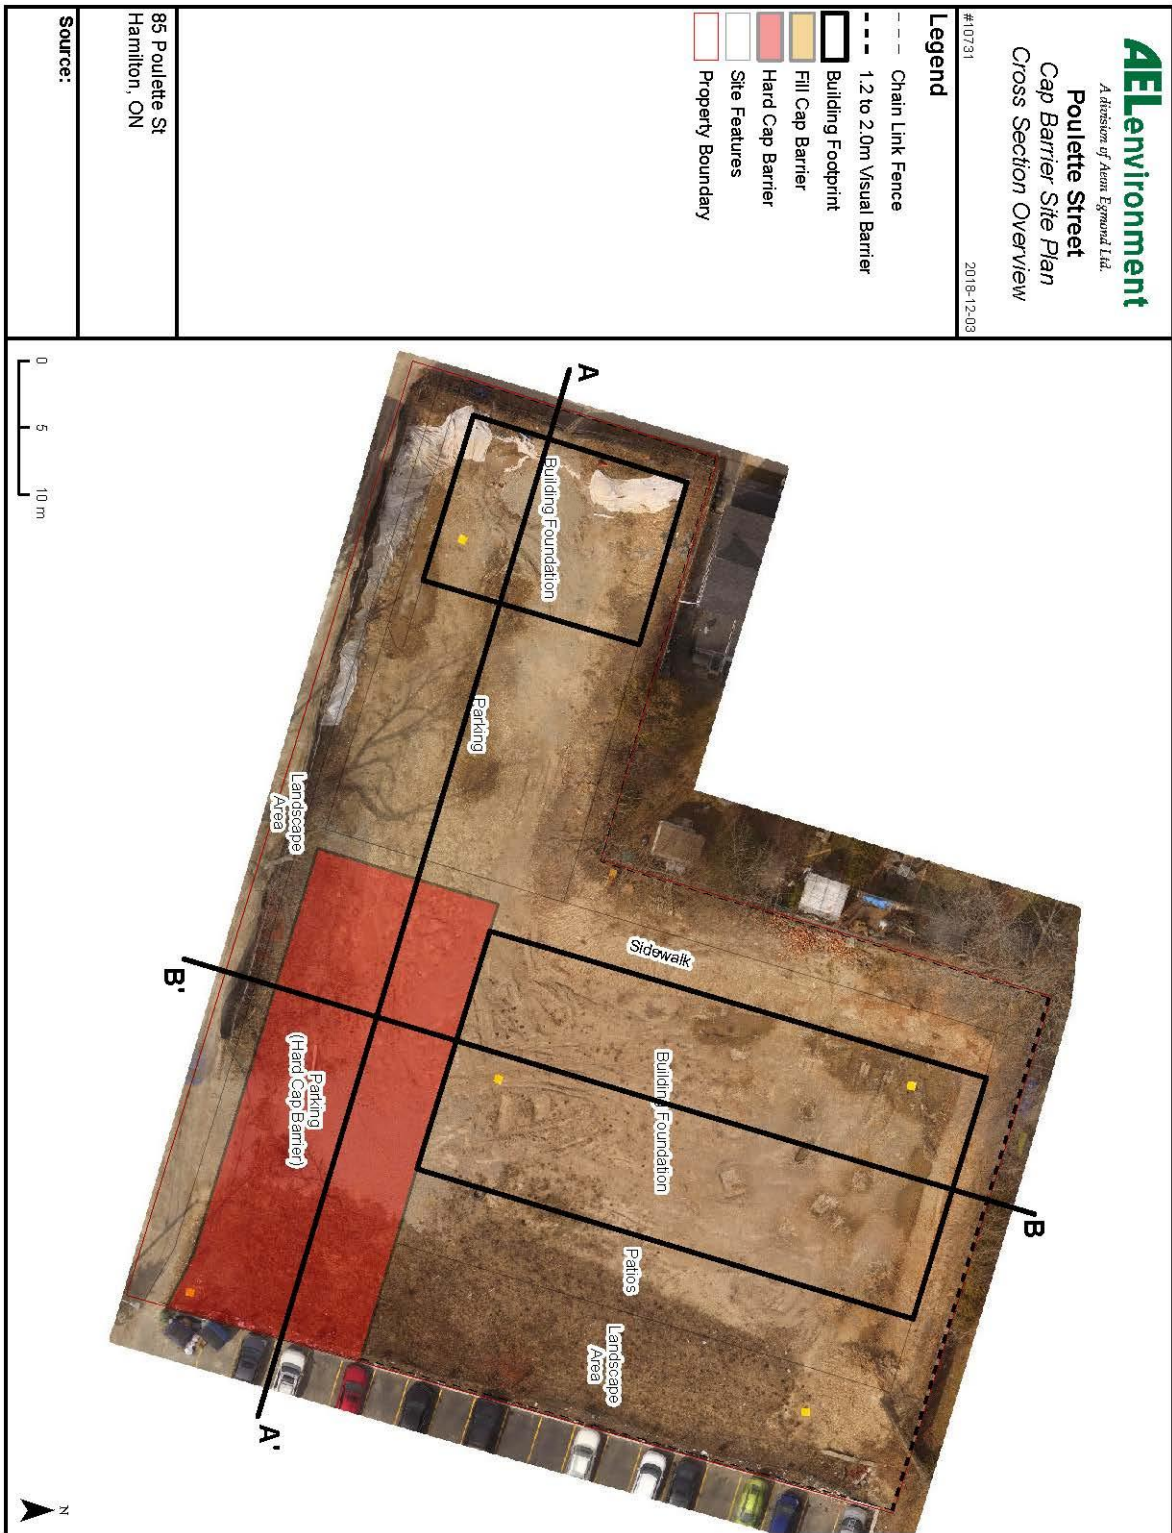 AELenvironment
A division of Aeon Egmond Ltd.
Poulette Street
Cap Barrier Site Plan
Cross Section Overview
#10731
2018-12-03
Legend
Chain Link Fence
1.2 to 2.0m Visual Barrier
Building Footprint
Fill Cap Barrier
Hard Cap Barrier
Site Features
Property Boundary
85 Poulette St
Hamilton, ON
Source:
A
Building Foundation
Parking
Landscape
Area
Sidewalk
Building Foundation
B
B'
Parking
(Hard Cap Barrier)
Patios
Landscape
Area
A'
0
5
10 m
N